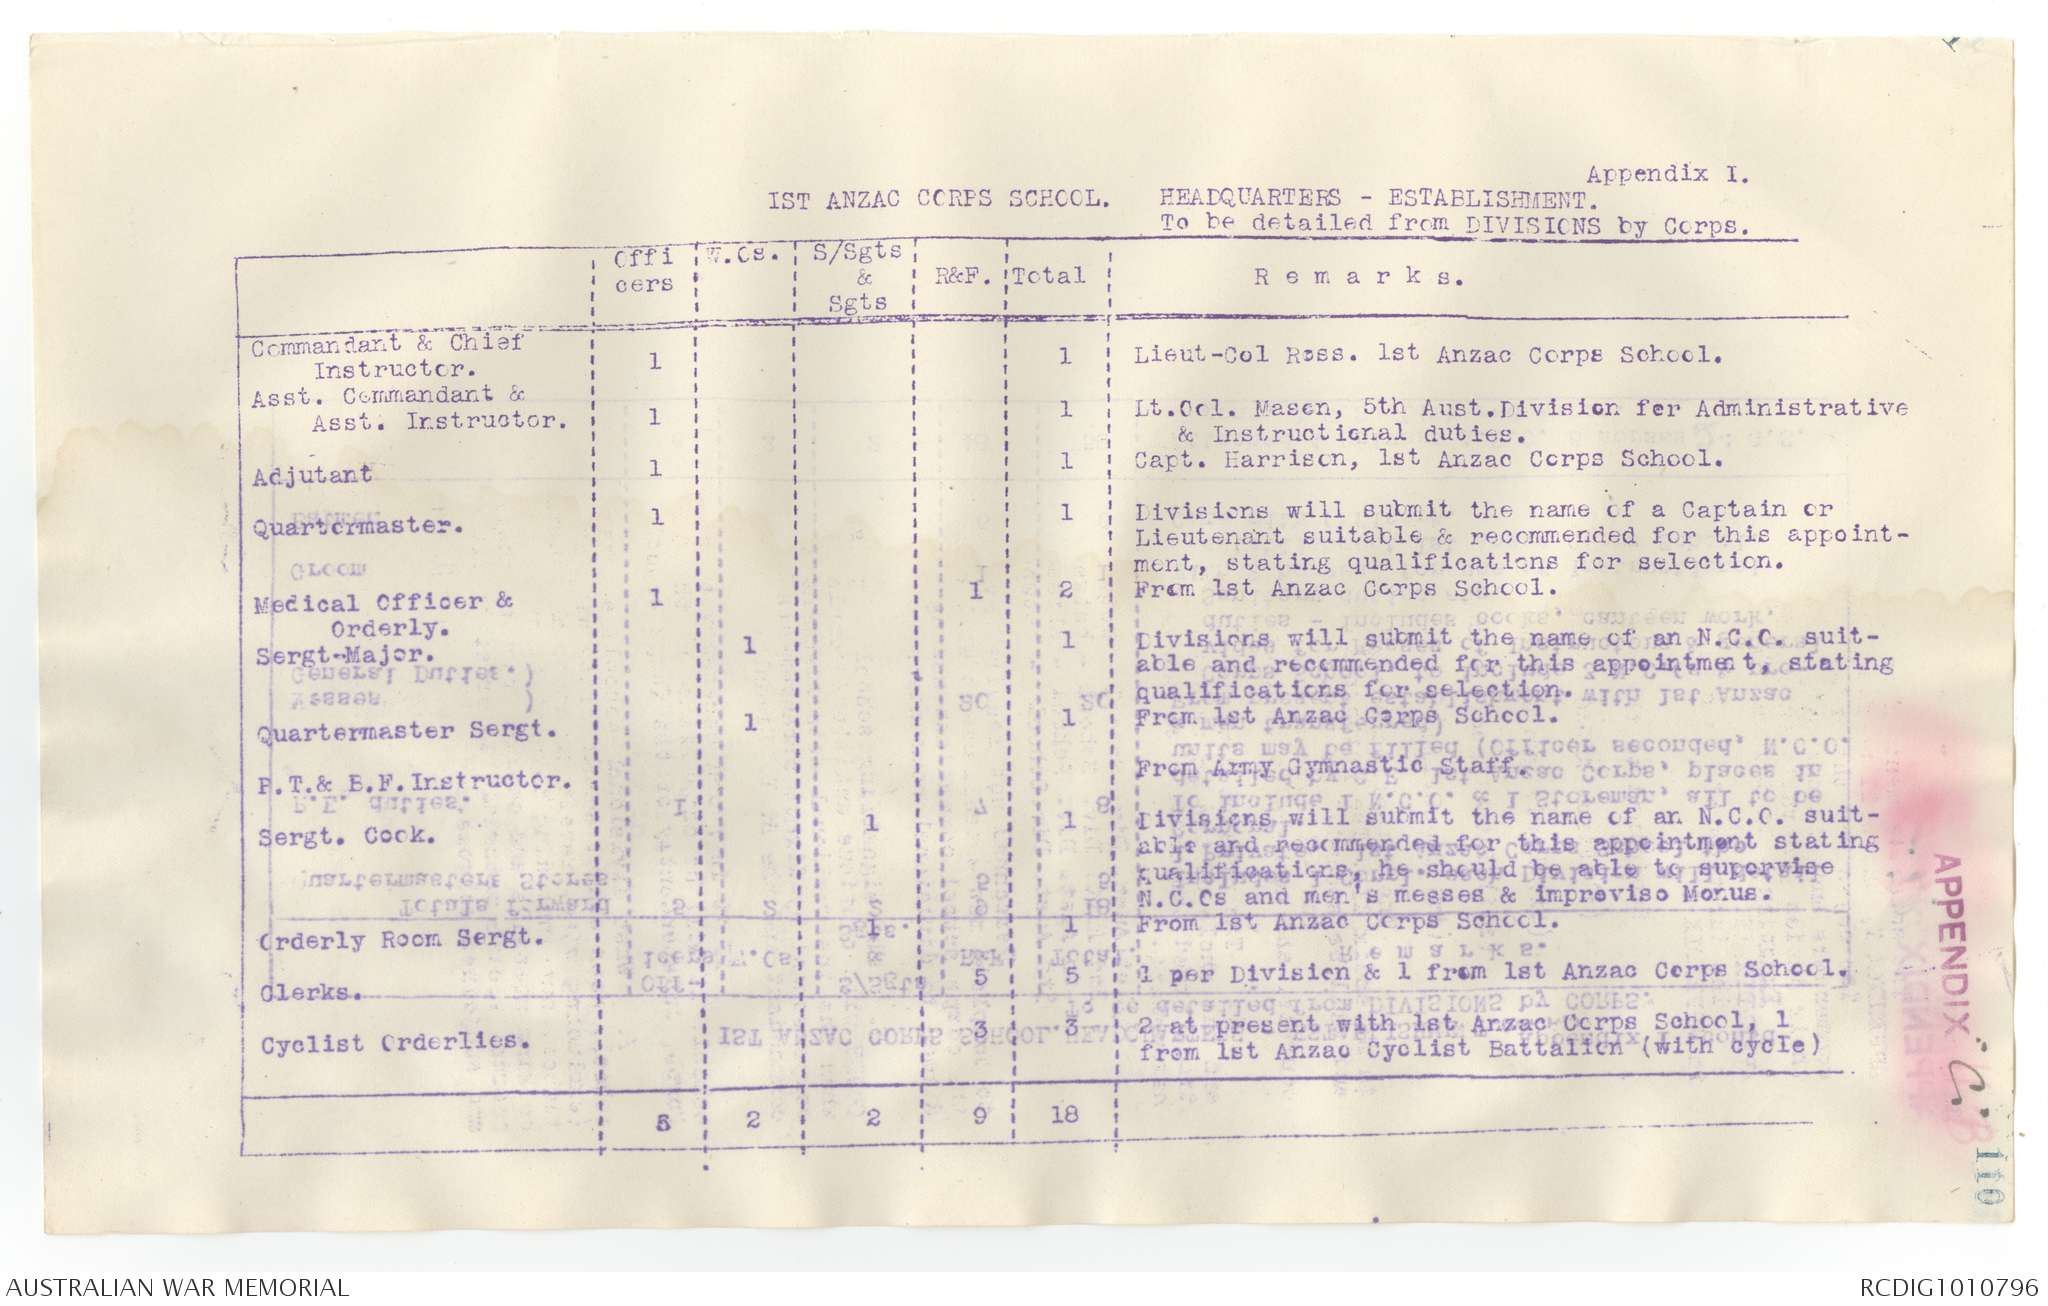 Appendix I.
IST ANZAC CORPS SCHOOL. HEADQUARTERS - ESTABLISHMENT.
To be detailed from DIVISIONS by Corps.
Offi W.Os. S/Sgts
cers & R&F. Total R e m a r k s.
Sgts
Commandant & Chief
Instructor. 1 1 Lieut-Col Ross. 1st Anzac Corps School.
Asst. Commandant &
Asst. Instructor. 1 1 Lt.Col. Mason, 5th Aust.Division for Administrative
& Instructional duties.
Adjutant 1 1 Capt. Harrison, 1st Anzac Corps School.
Quartermaster. 1 1 Divisions will submit the name of a Captain or
Lieutenant suitable & recommended for this appoint-
ment, stating qualifications for selection.
Medical Officer & 1 1 2 From 1st Anzac Corps School.
Orderly.
Sergt-Major. 1 1 Divisions will submit the name of an N.C.O. suit-
able and recommended for this appointment, stating
qualifications for selection.
Quartermaster Sergt. 1 1 From 1st Anzac Corps School.
P.T.& B.F.Instructor. From Army Gymnastic Staff.
Sergt. Cook. 1 1 Divisions will submit the name of an N.C.O. suit-
able and recommended for this appointment stating
qualifications, he should be able to supervise
N.C.Os and men's messes & improviso Menus.
Orderly Room Sergt. 1 1 From 1st Anzac Corps School.
Clerks. 5 5 1 per Division & 1 from 1st Anzac Corps School.
Cyclist Orderlies. 3 3 2 at present with 1st Anzac Corps School, 1
from 1st Anzac Cyclist Battalion (with cycle)
5 2 2 9 18
APPENDIX "C"
110
AUSTRALIAN WAR MEMORIAL RCDIG1010796